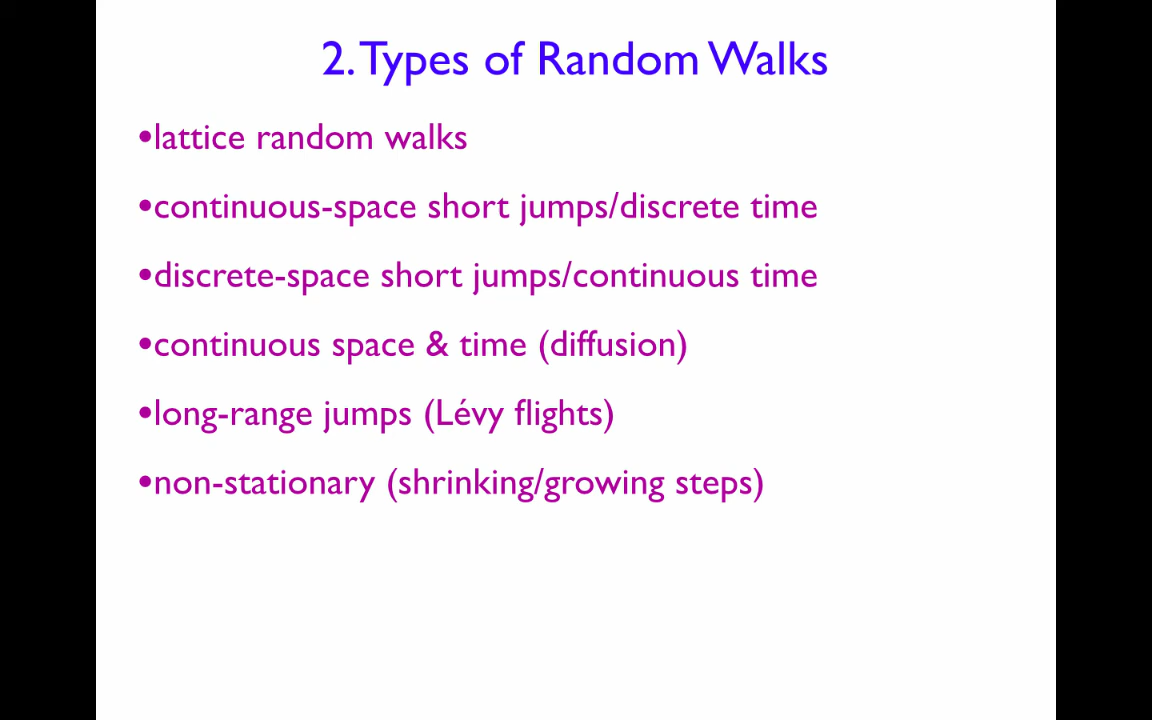 2. Types of Random Walks
•lattice random walks
•continuous-space short jumps/discrete time
•discrete-space short jumps/continuous time
•continuous space & time (diffusion)
•long-range jumps (Lévy flights)
•non-stationary (shrinking/growing steps)